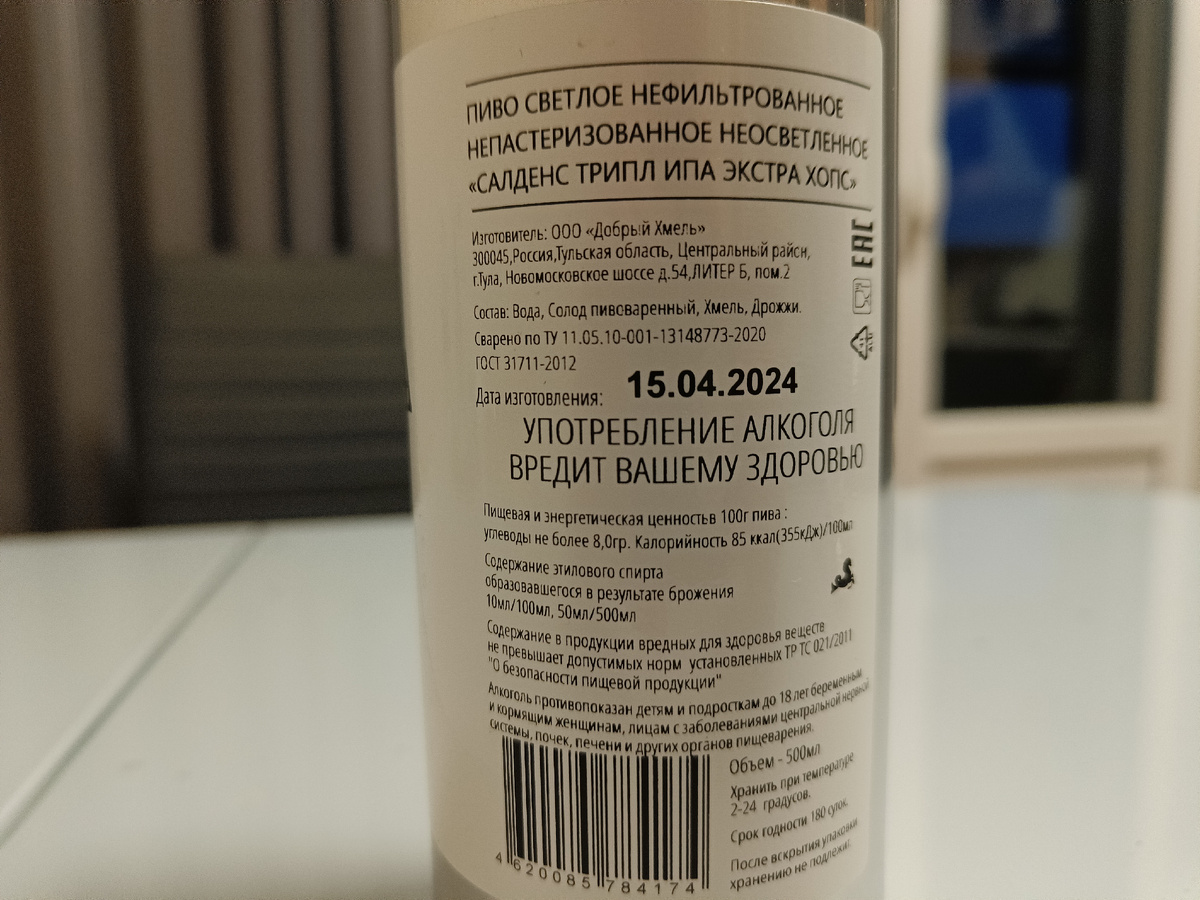 ПИВО СВЕТЛОЕ НЕФИЛЬТРОВАННОЕ
НЕПАСТЕРИЗОВАННОЕ НЕОСВЕТЛЕННОЕ
«САЛДЕНС ТРИПЛ ИПА ЭКСТРА ХОПС»
Изготовитель: ООО «Добрый Хмель»
300045,Россия,Тульская область, Центральный район,
г.Тула, Новомосковское шоссе д.54,ЛИТЕР Б, пом.2
EAC
Состав: Вода, Солод пивоваренный, Хмель, Дрожжи.
Сварено по ТУ 11.05.10-001-13148773-2020
ГОСТ 31711-2012
Дата изготовления: 15.04.2024
УПОТРЕБЛЕНИЕ АЛКОГОЛЯ
ВРЕДИТ ВАШЕМУ ЗДОРОВЬЮ
Пищевая и энергетическая ценностьв 100г пива :
углеводы не более 8,0гр. Калорийность 85 ккал(355кДж)/100мл
Содержание этилового спирта
образовавшегося в результате брожения
10мл/100мл, 50мл/500мл
Содержание в продукции вредных для здоровья веществ
не превышает допустимых норм установленных ТР ТС 021/2011
"О безопасности пищевой продукции"
Алкоголь противопоказан детям и подросткам до 18 лет беременным
и кормящим женщинам, лицам с заболеваниями центральной нервной
системы, почек, печени и других органов пищеварения.
Объем - 500мл
Хранить при температуре
2-24 градусов.
Срок годности 180 суток.
После вскрытия упаковки
хранению не подлежит.
4 620085 784174